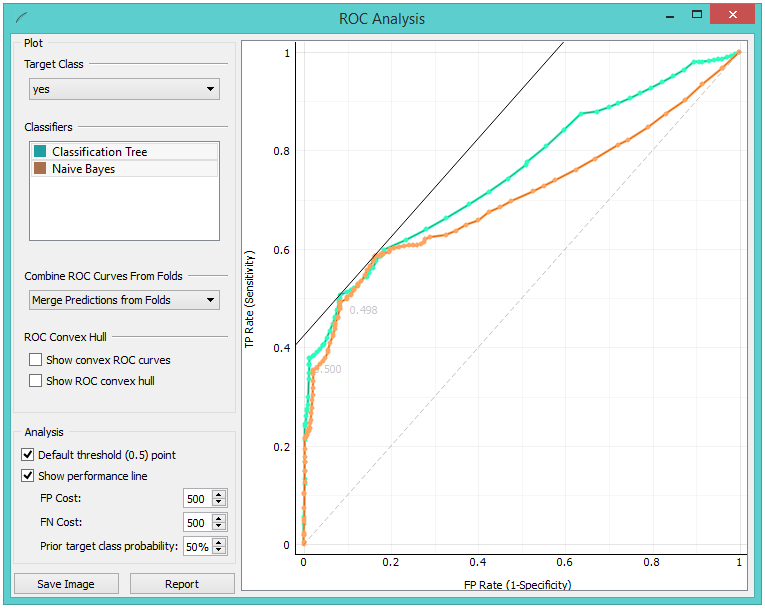 ROC Analysis
Plot
Target Class
yes
Classifiers
Classification Tree
Naive Bayes
Combine ROC Curves From Folds
Merge Predictions from Folds
ROC Convex Hull
Show convex ROC curves
Show ROC convex hull
Analysis
Default threshold (0.5) point
Show performance line
FP Cost: 500
FN Cost: 500
Prior target class probability: 50%
Save Image
Report
TP Rate (Sensitivity)
1
0.8
0.6
0.4
0.2
0
0.498
.500
0 0.2 0.4 0.6 0.8 1
FP Rate (1-Specificity)